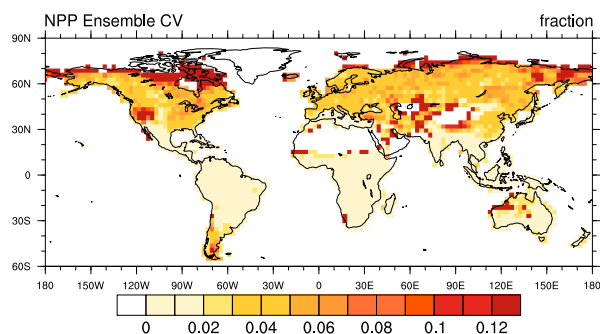 NPP Ensemble CV fraction
90N
60N
30N
0
30S
60S
180 150W 120W 90W 60W 30W 0 30E 60E 90E 120E 150E 180
0 0.02 0.04 0.06 0.08 0.1 0.12